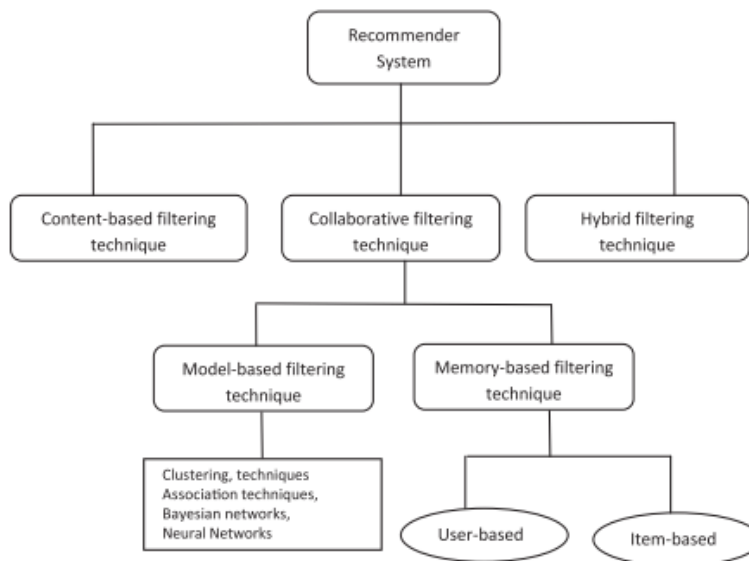 Recommender
System
Content-based filtering
technique
Collaborative filtering
technique
Hybrid filtering
technique
Model-based filtering
technique
Memory-based filtering
technique
Clustering, techniques
Association techniques,
Bayesian networks,
Neural Networks
User-based
Item-based